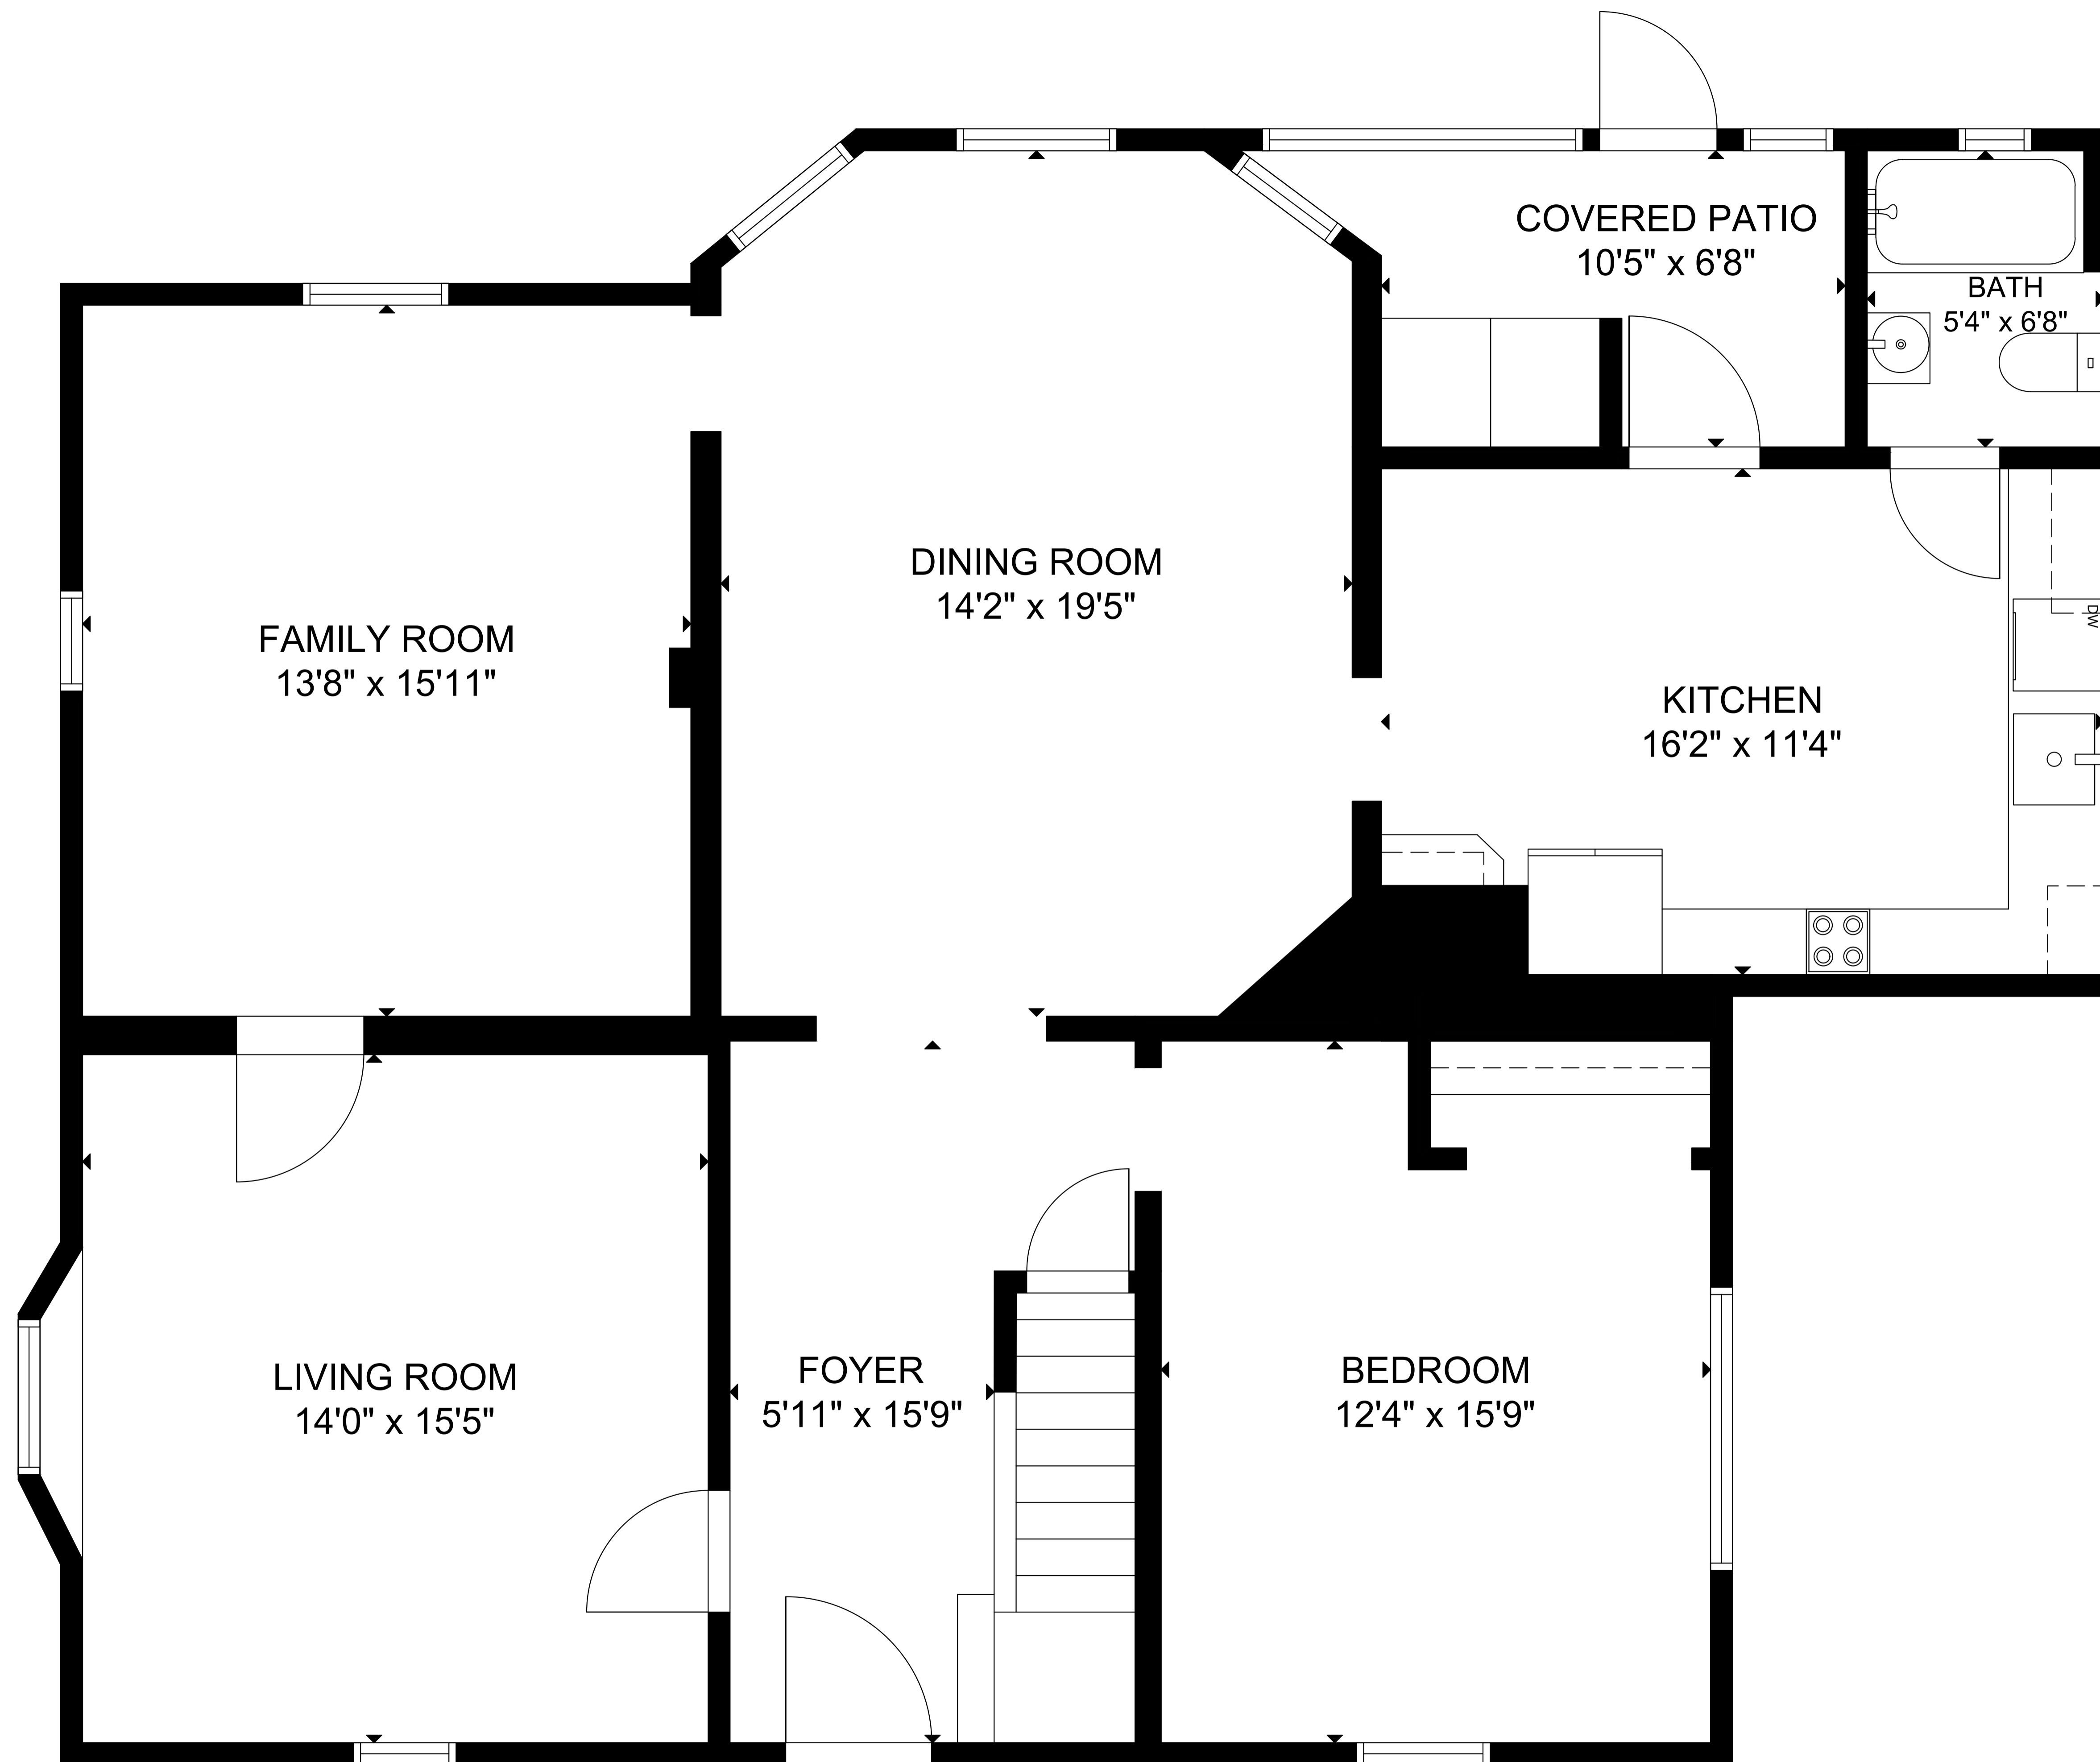 COVERED PATIO
10'5" x 6'8"
BATH
5'4" x 6'8"
DINING ROOM
14'2" x 19'5"
FAMILY ROOM
13'8" x 15'11"
DW
KITCHEN
16'2" x 11'4"
LIVING ROOM
14'0" x 15'5"
FOYER
5'11" x 15'9"
BEDROOM
12'4" x 15'9"